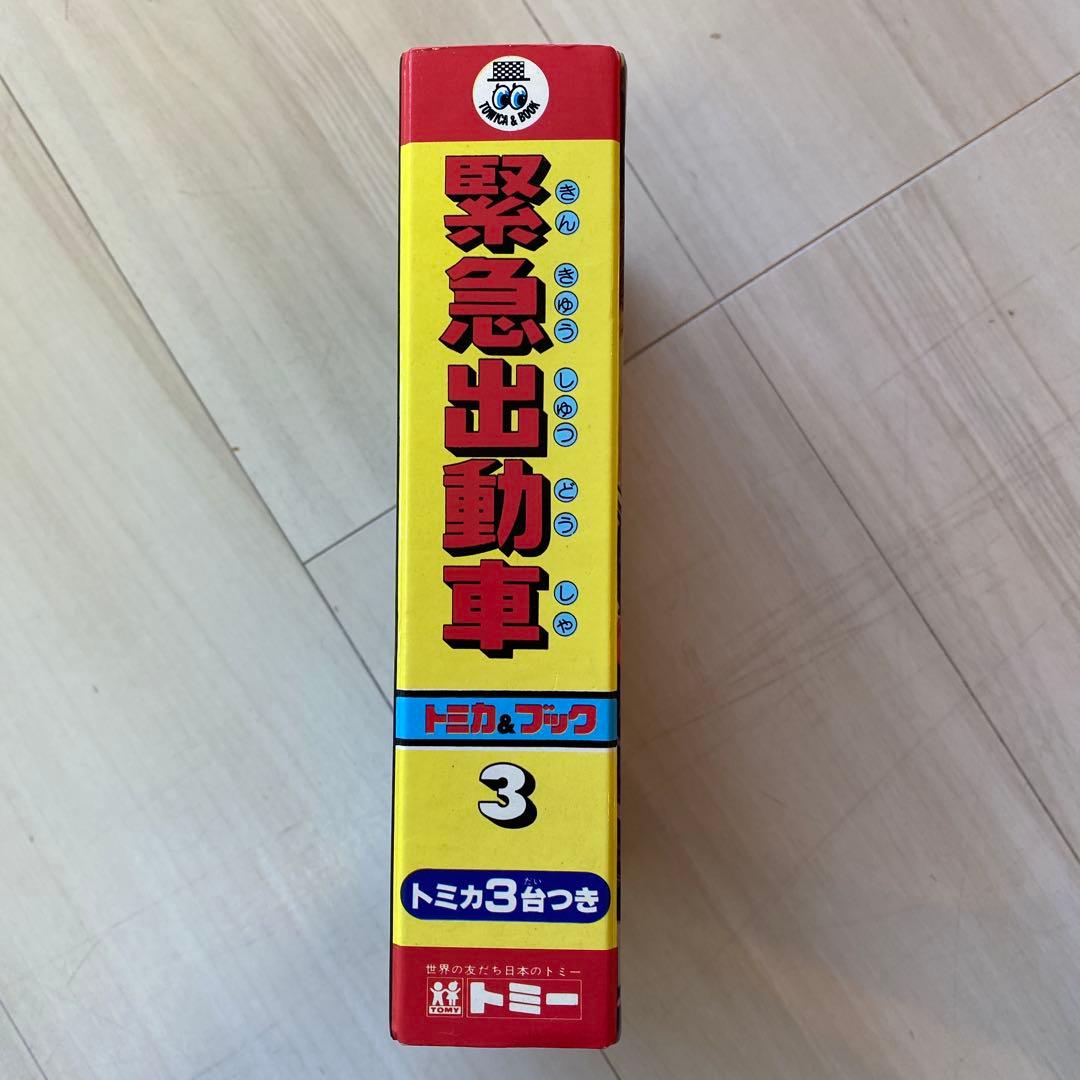 TOMICA & BOOK
緊急出動車
きん きゅう しゅつ どう しゃ
トミカ&ブック
3
だい
トミカ3台つき
世界の友だち日本のトミー
TOMY
トミー